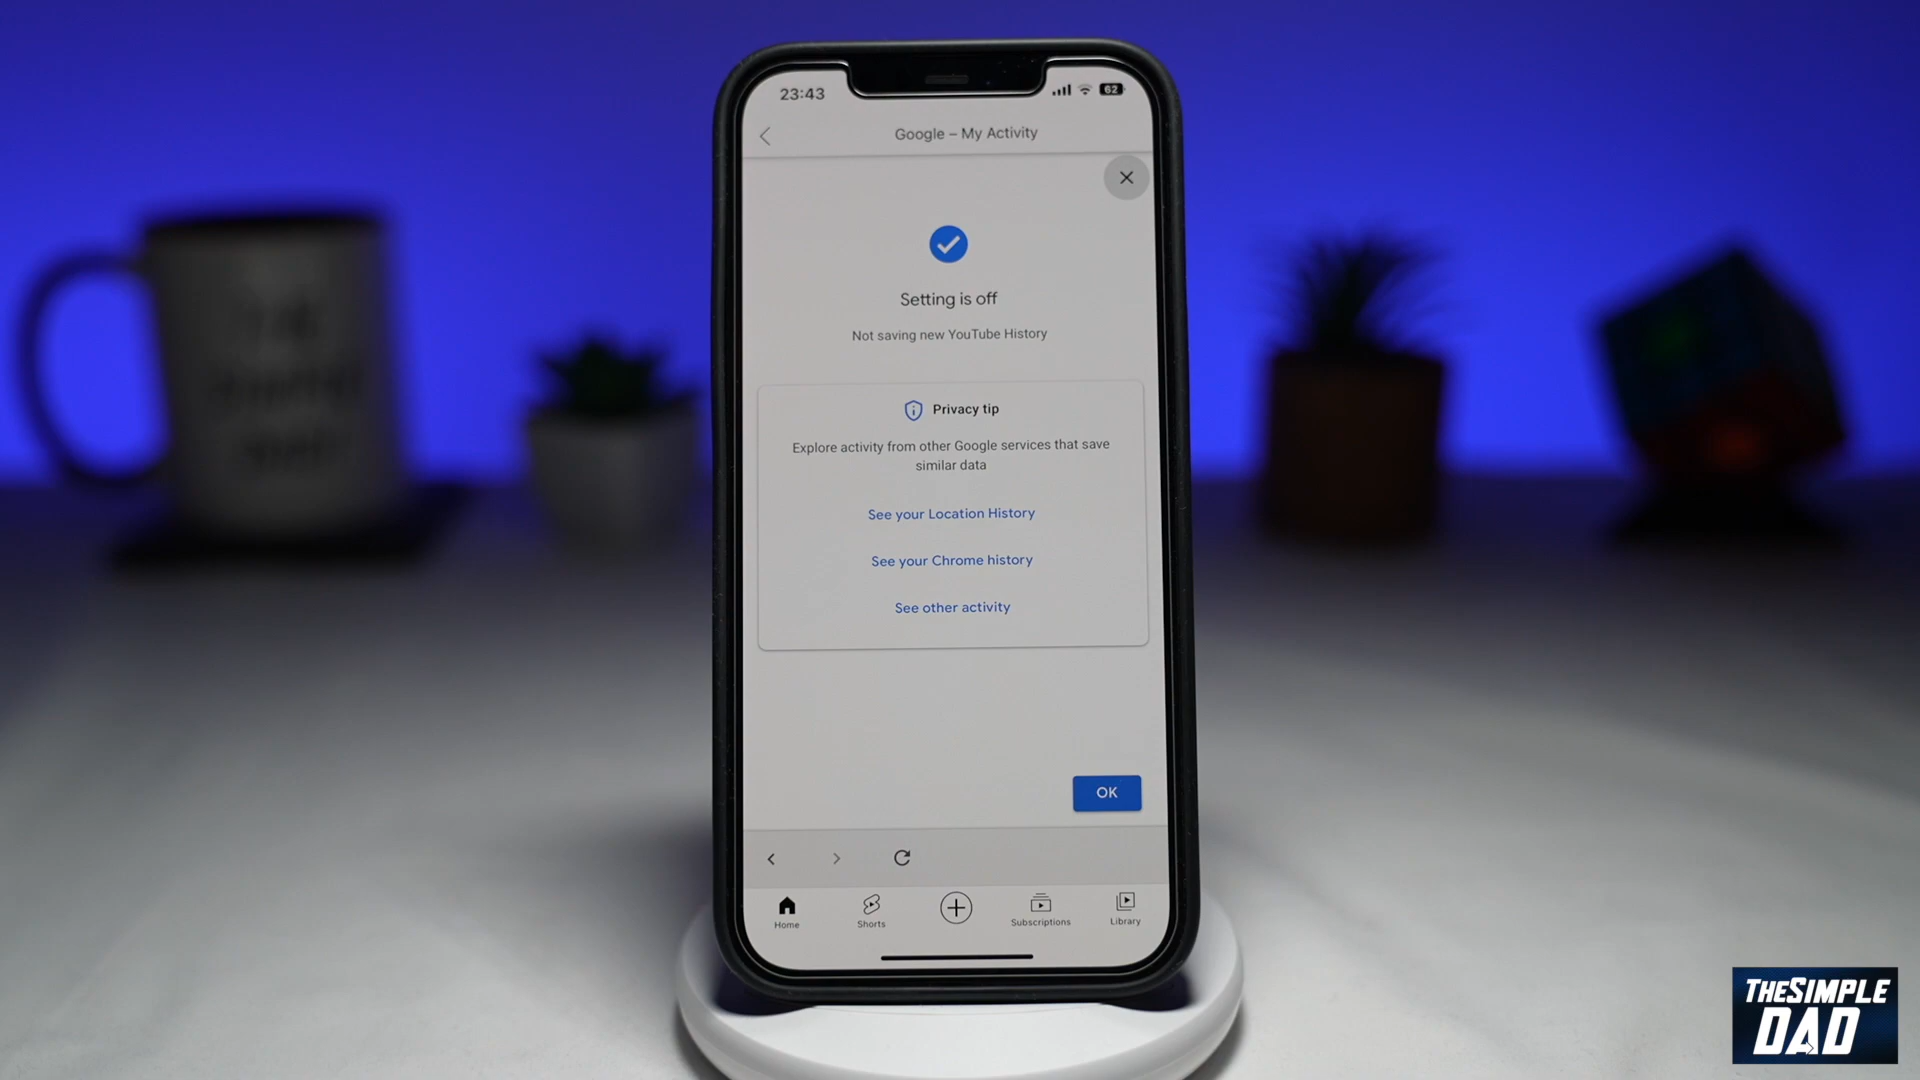 23:43
62
Google – My Activity
Setting is off
Not saving new YouTube History
Privacy tip
Explore activity from other Google services that save
similar data
See your Location History
See your Chrome history
See other activity
OK
Home
Shorts
Subscriptions
Library
THESIMPLE
DAD